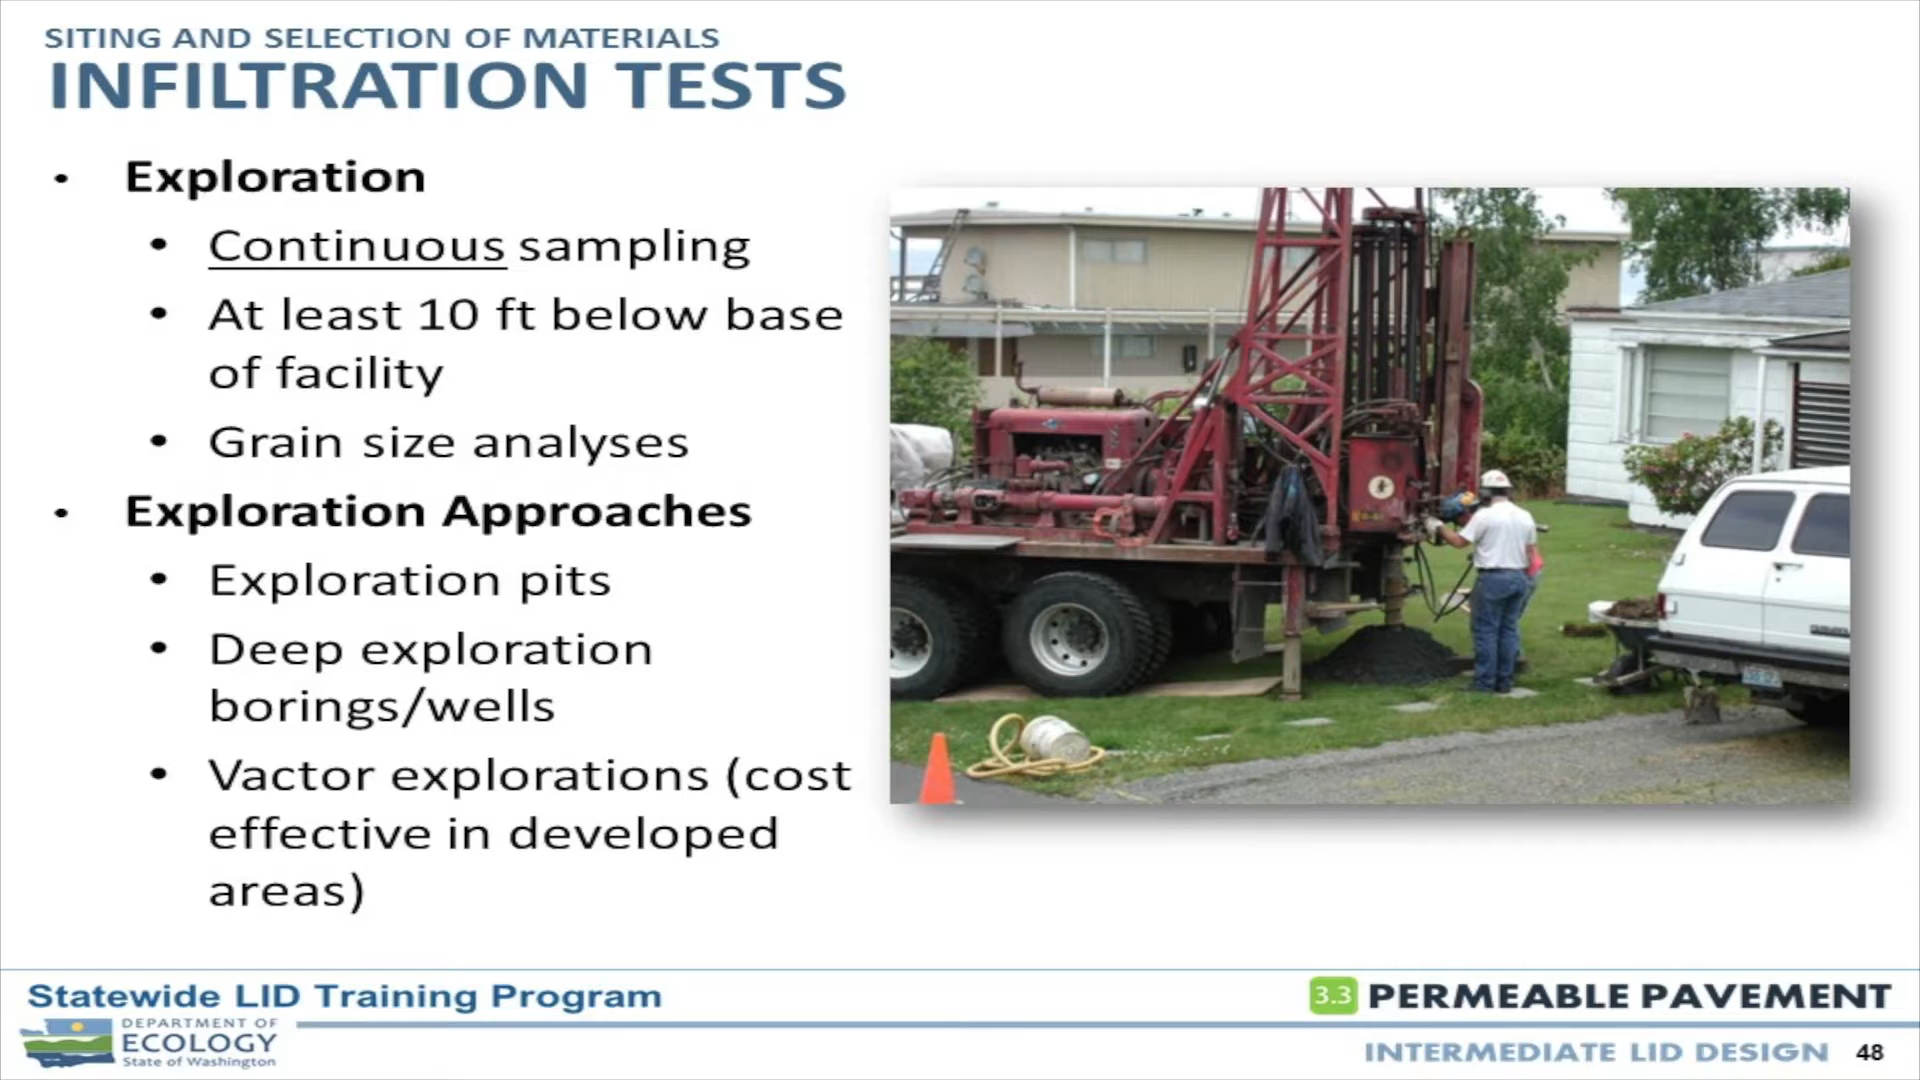 SITING AND SELECTION OF MATERIALS
INFILTRATION TESTS
• Exploration
• Continuous sampling
• At least 10 ft below base
of facility
• Grain size analyses
• Exploration Approaches
• Exploration pits
• Deep exploration
borings/wells
• Vactor explorations (cost
effective in developed
areas)
Statewide LID Training Program
3.3 PERMEABLE PAVEMENT
DEPARTMENT OF
ECOLOGY
State of Washington
INTERMEDIATE LID DESIGN 48